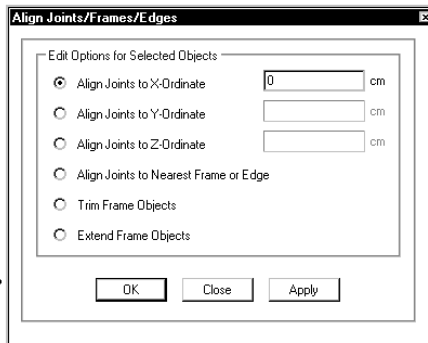 Align Joints/Frames/Edges
Edit Options for Selected Objects
Align Joints to X-Ordinate 0 cm
Align Joints to Y-Ordinate cm
Align Joints to Z-Ordinate cm
Align Joints to Nearest Frame or Edge
Trim Frame Objects
Extend Frame Objects
OK Close Apply